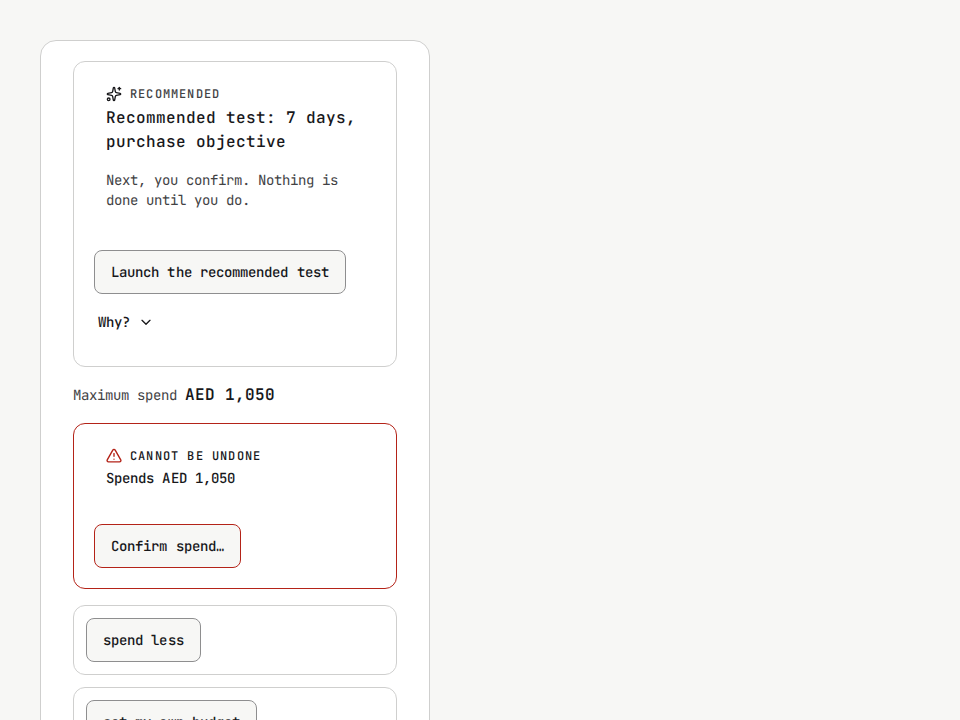 RECOMMENDED
Recommended test: 7 days,
purchase objective
Next, you confirm. Nothing is
done until you do.
Launch the recommended test
Why?
Maximum spend AED 1,050
CANNOT BE UNDONE
Spends AED 1,050
Confirm spend…
spend less